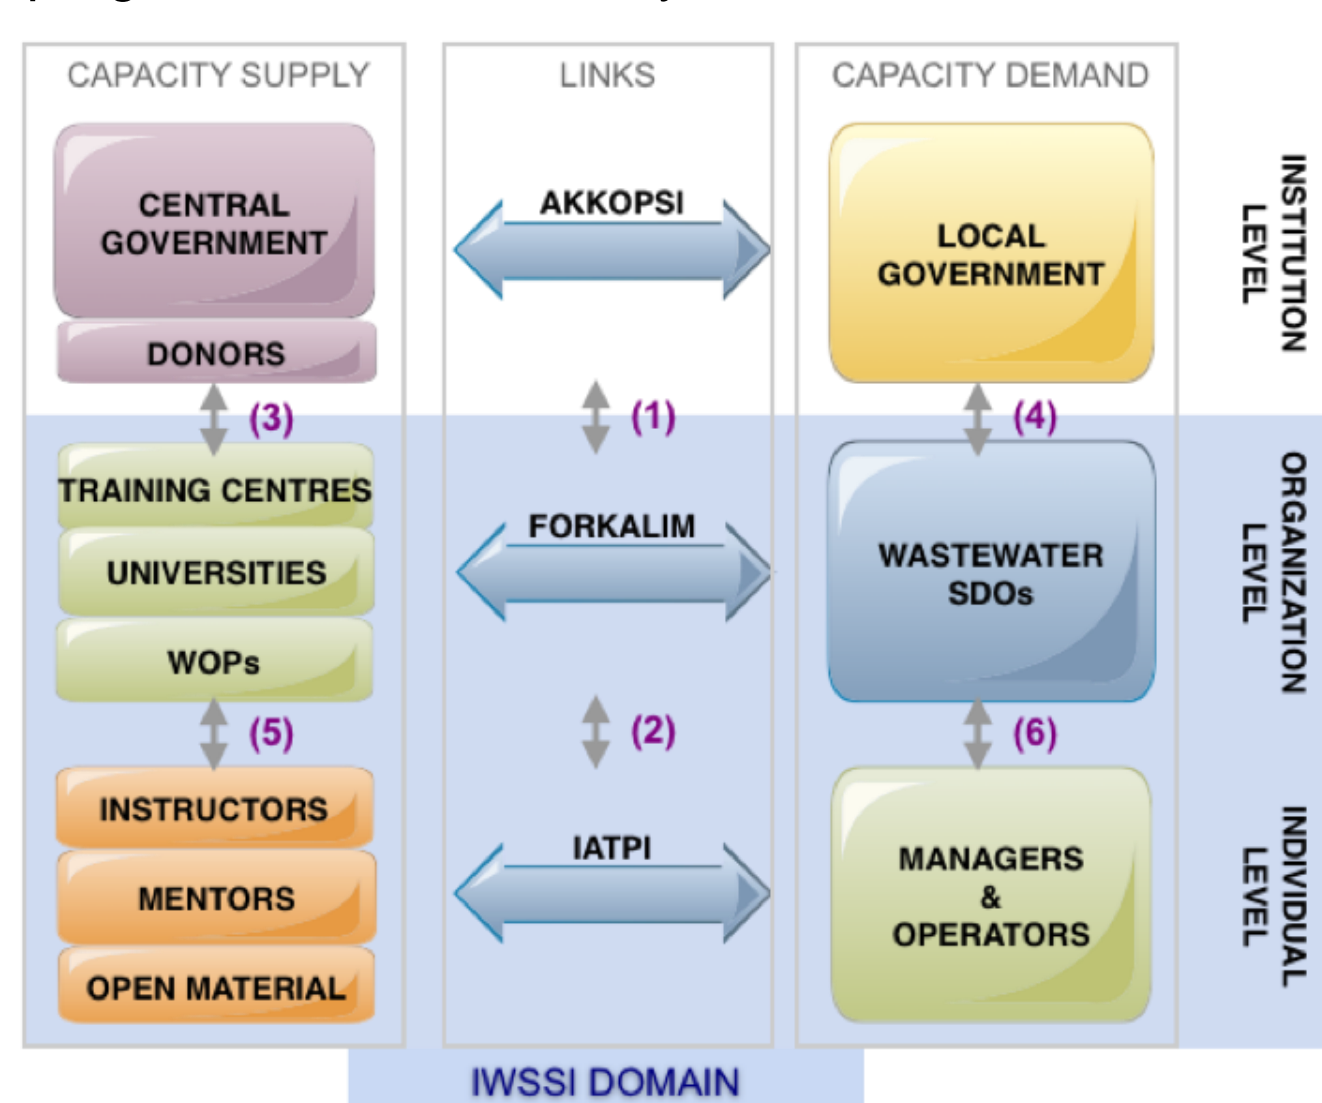 CAPACITY SUPPLY
LINKS
CAPACITY DEMAND
CENTRAL
GOVERNMENT
DONORS
AKKOPSI
LOCAL
GOVERNMENT
INSTITUTION
LEVEL
(3)
(1)
(4)
TRAINING CENTRES
UNIVERSITIES
WOPs
FORKALIM
WASTEWATER
SDOs
ORGANIZATION
LEVEL
(5)
(2)
(6)
INSTRUCTORS
MENTORS
OPEN MATERIAL
IATPI
MANAGERS
&
OPERATORS
INDIVIDUAL
LEVEL
IWSSI DOMAIN